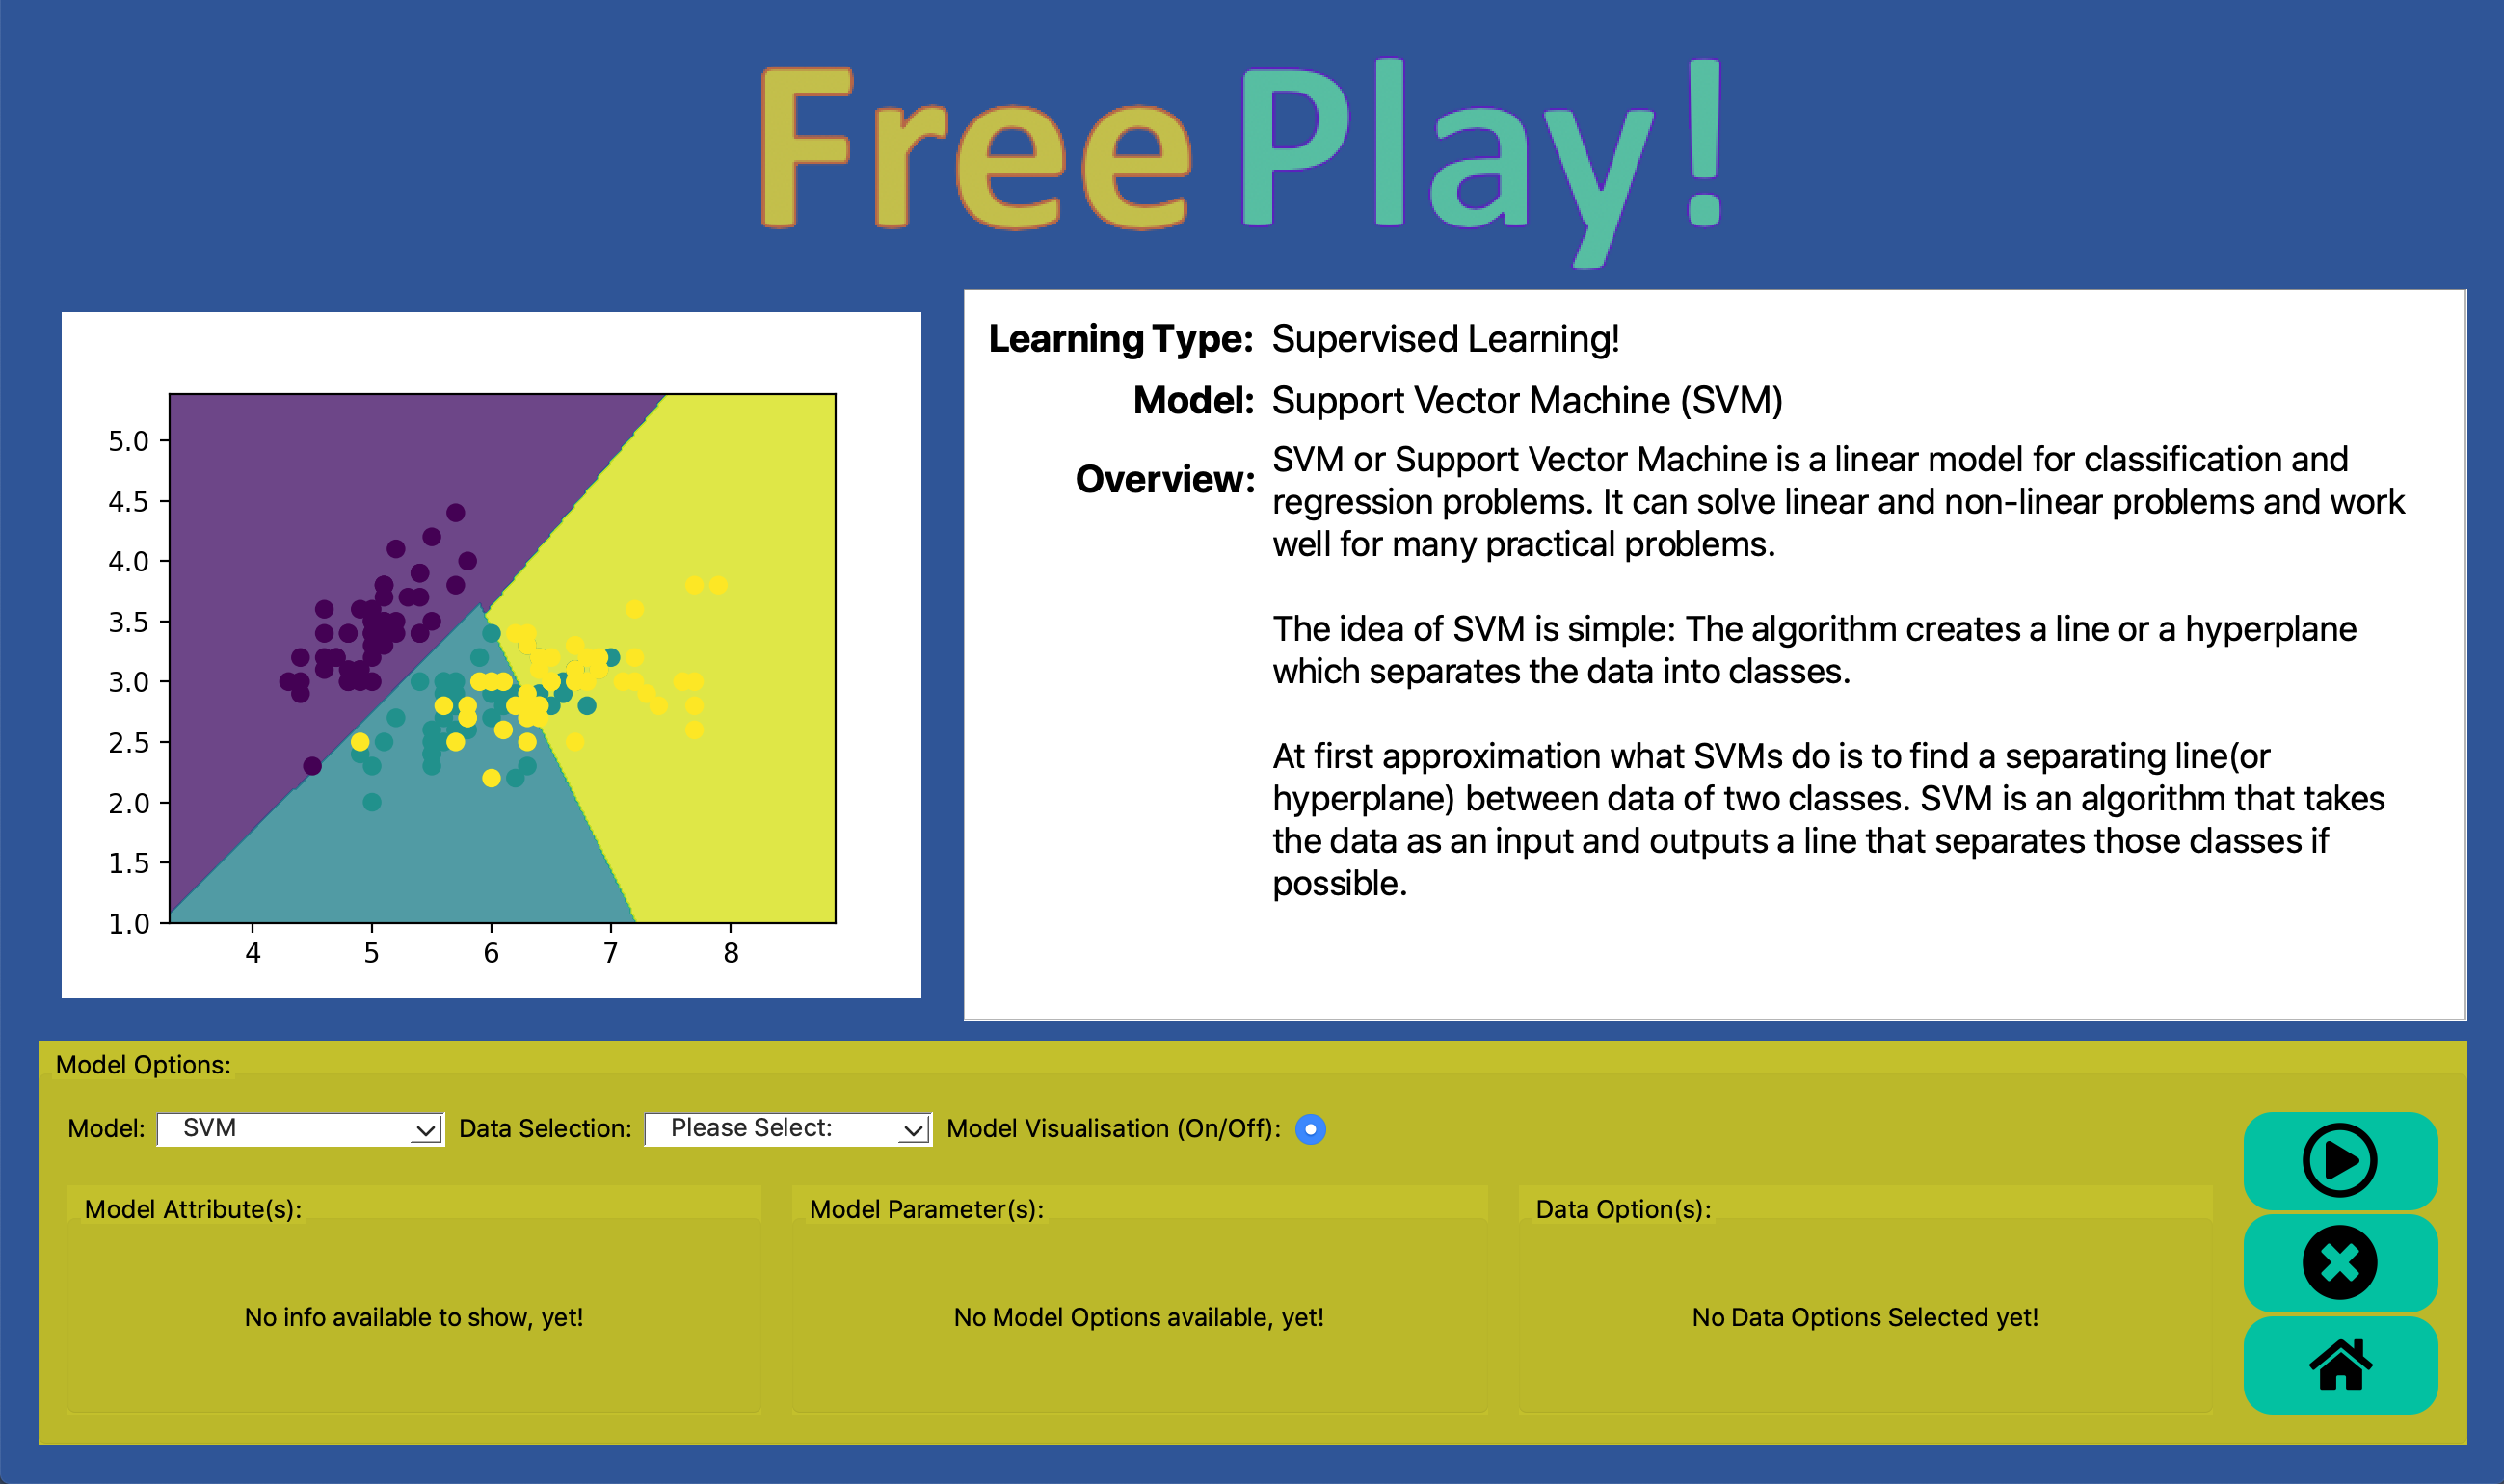 Free Play!
5.0
4.5
4.0
3.5
3.0
2.5
2.0
1.5
1.0
4 5 6 7 8
Learning Type: Supervised Learning!
Model: Support Vector Machine (SVM)
Overview: SVM or Support Vector Machine is a linear model for classification and
regression problems. It can solve linear and non-linear problems and work
well for many practical problems.
The idea of SVM is simple: The algorithm creates a line or a hyperplane
which separates the data into classes.
At first approximation what SVMs do is to find a separating line(or
hyperplane) between data of two classes. SVM is an algorithm that takes
the data as an input and outputs a line that separates those classes if
possible.
Model Options:
Model: SVM Data Selection: Please Select: Model Visualisation (On/Off):
Model Attribute(s): Model Parameter(s): Data Option(s):
No info available to show, yet! No Model Options available, yet! No Data Options Selected yet!